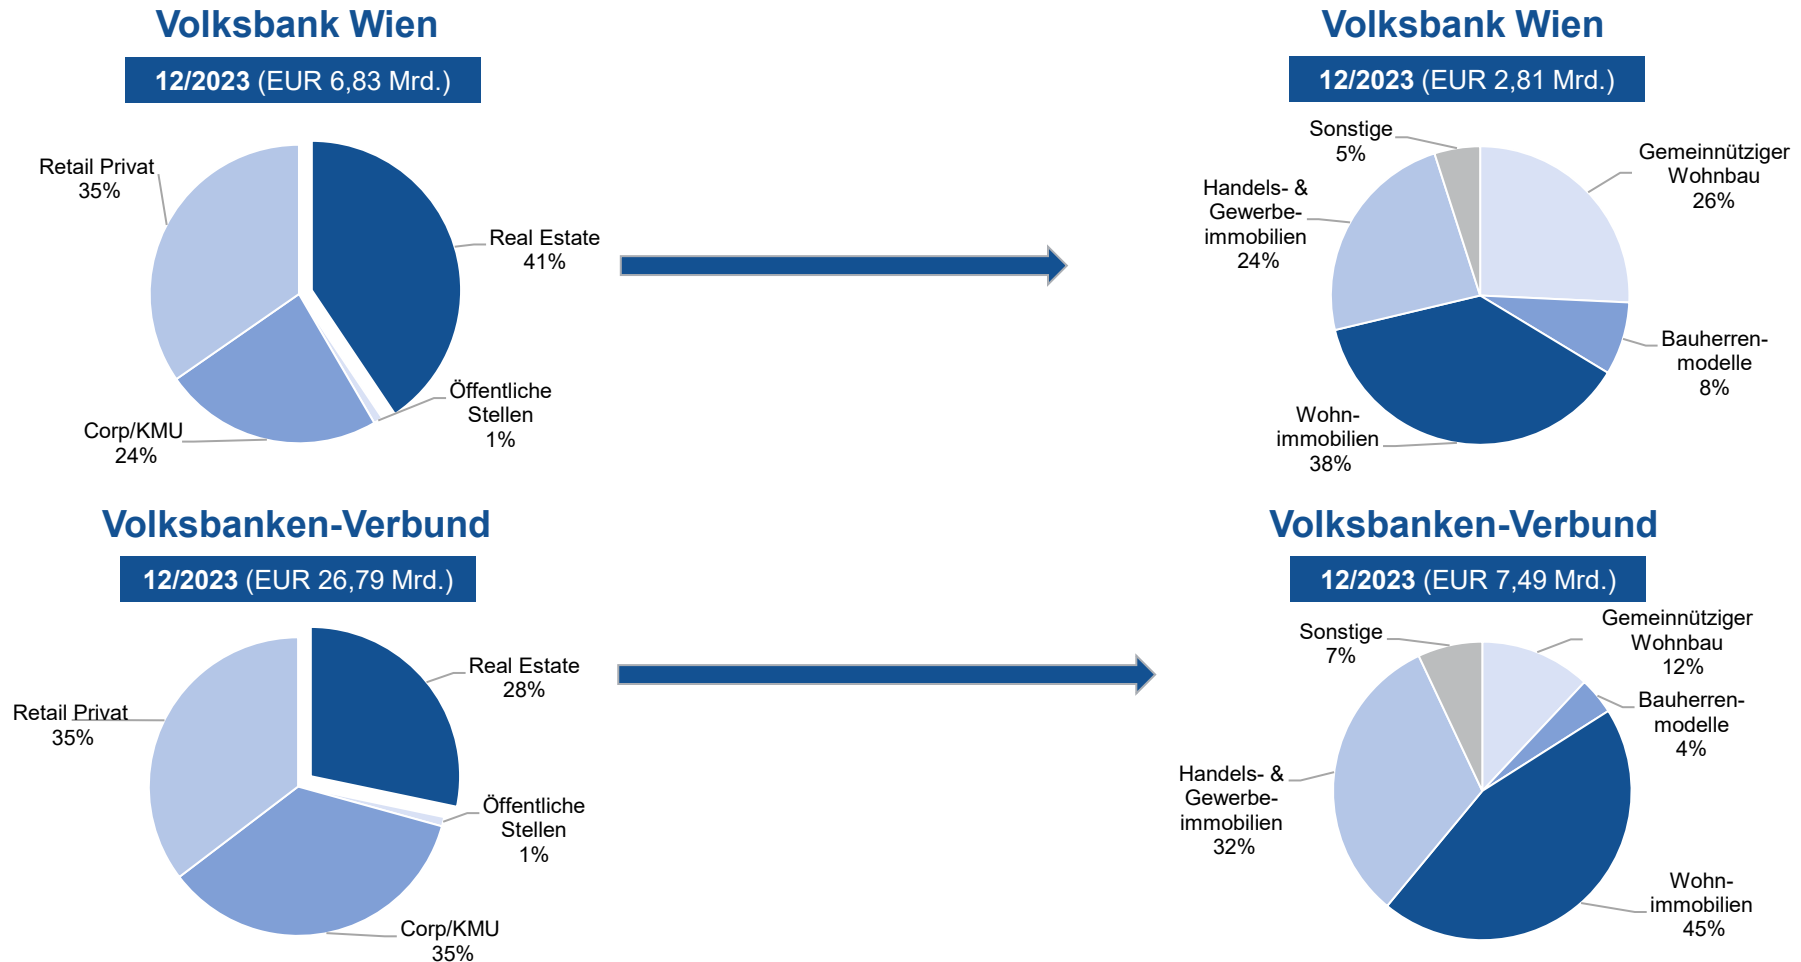 Volksbank Wien
12/2023 (EUR 6,83 Mrd.)
Retail Privat
35%
Real Estate
41%
Öffentliche
Stellen
1%
Corp/KMU
24%
Volksbank Wien
12/2023 (EUR 2,81 Mrd.)
Sonstige
5%
Gemeinnütziger
Wohnbau
26%
Handels- &
Gewerbe-
immobilien
24%
Bauherren-
modelle
8%
Wohn-
immobilien
38%
Volksbanken-Verbund
12/2023 (EUR 26,79 Mrd.)
Real Estate
28%
Retail Privat
35%
Öffentliche
Stellen
1%
Corp/KMU
35%
Volksbanken-Verbund
12/2023 (EUR 7,49 Mrd.)
Gemeinnütziger
Wohnbau
12%
Sonstige
7%
Bauherren-
modelle
4%
Handels- &
Gewerbe-
immobilien
32%
Wohn-
immobilien
45%